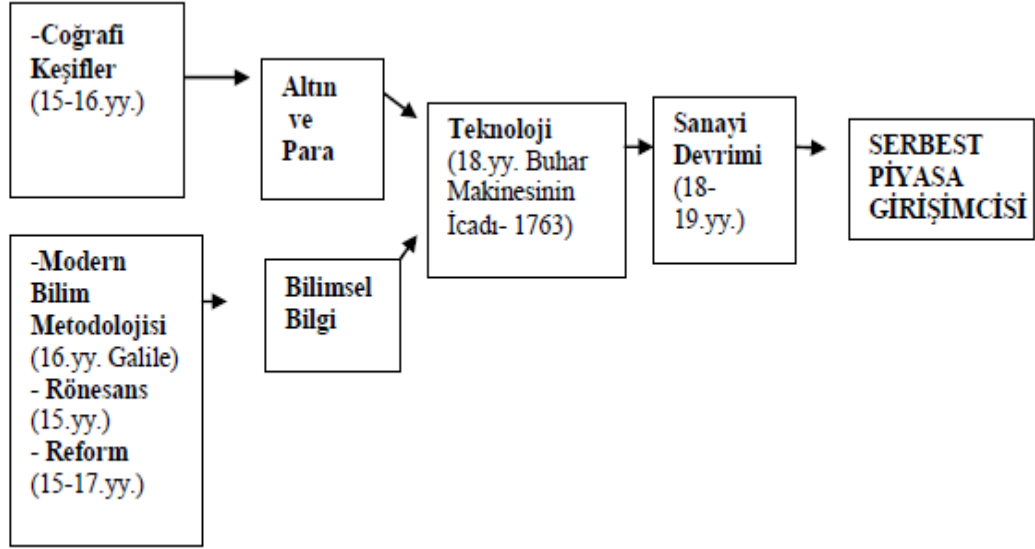 -Coğrafi
Keşifler
(15-16.yy.)
Altın
ve
Para
-Modern
Bilim
Metodolojisi
(16.yy. Galile)
- Rönesans
(15.yy.)
- Reform
(15-17.yy.)
Bilimsel
Bilgi
Teknoloji
(18.yy. Buhar
Makinesinin
İcadı- 1763)
Sanayi
Devrimi
(18-
19.yy.)
SERBEST
PİYASA
GİRİŞİMCİSİ